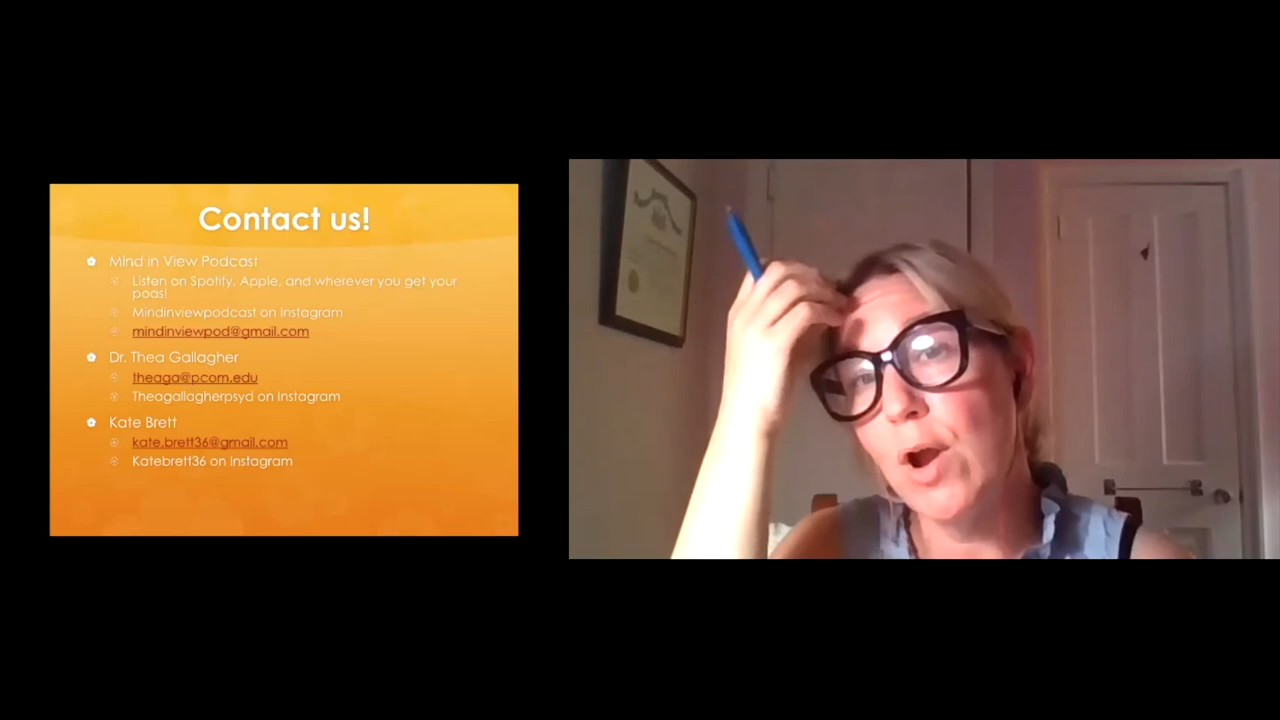 Contact us!
Mind in View Podcast
Listen on Spotify, Apple, and wherever you get your
pods!
Mindinviewpodcast on Instagram
mindinviewpod@gmail.com
Dr. Thea Gallagher
theaga@pcom.edu
Theagallagherpsyd on Instagram
Kate Brett
kate.brett36@gmail.com
Katebrett36 on Instagram